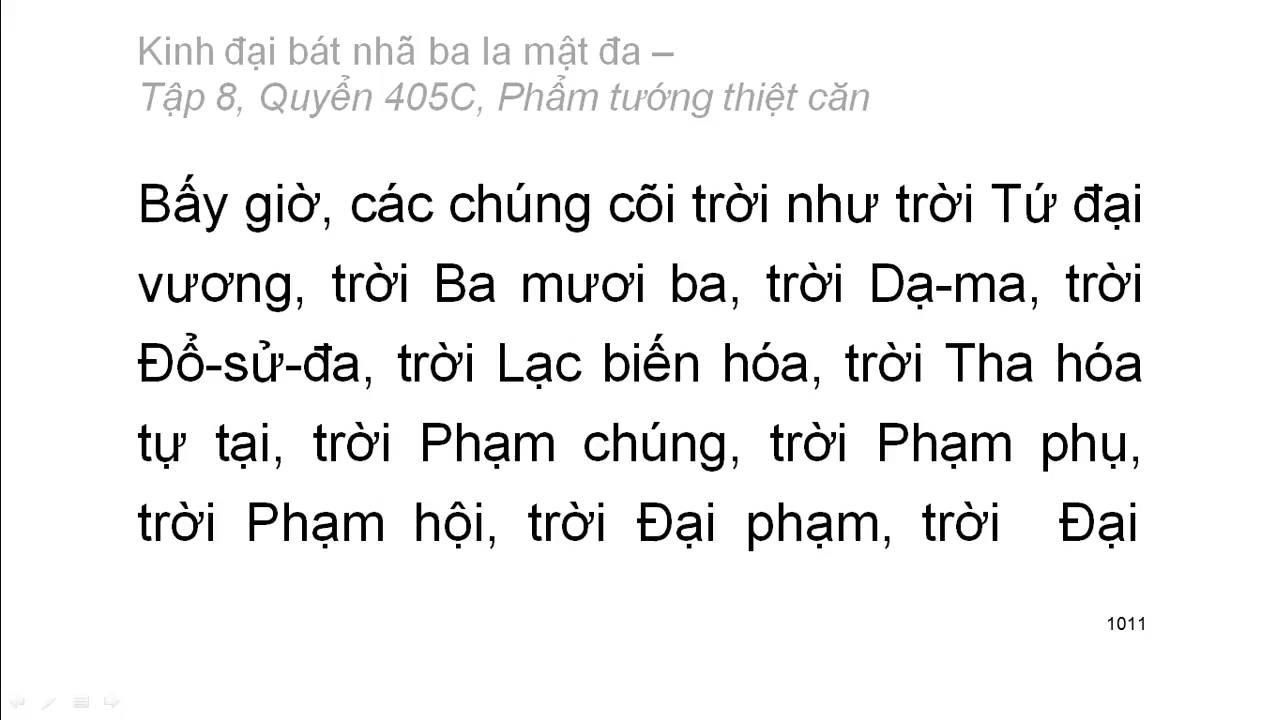 Kinh đại bát nhã ba la mật đa –
Tập 8, Quyển 405C, Phẩm tướng thiệt căn
Bấy giờ, các chúng cõi trời như trời Tứ đại
vương, trời Ba mươi ba, trời Dạ-ma, trời
Đổ-sử-đa, trời Lạc biến hóa, trời Tha hóa
tự tại, trời Phạm chúng, trời Phạm phụ,
trời Phạm hội, trời Đại phạm, trời Đại
1011